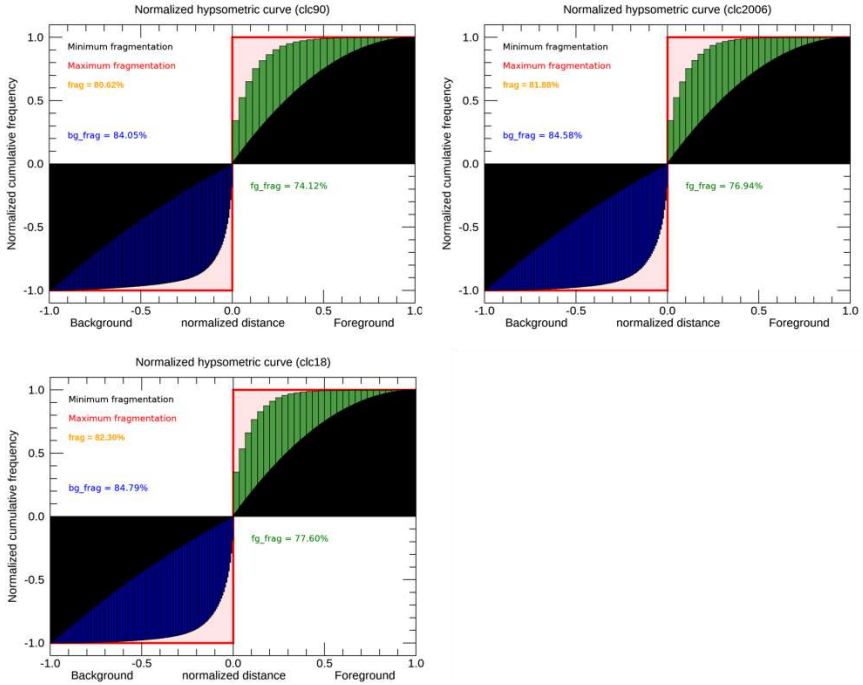 Normalized hypsometric curve (clc90)
Normalized cumulative frequency
1.0
0.5
0.0
-0.5
-1.0
Minimum fragmentation
Maximum fragmentation
frag = 80.62%
bg_frag = 84.05%
fg_frag = 74.12%
-1.0 -0.5 0.0 0.5 1.0
Background normalized distance Foreground
Normalized hypsometric curve (clc2006)
Normalized cumulative frequency
1.0
0.5
0.0
-0.5
-1.0
Minimum fragmentation
Maximum fragmentation
frag = 81.88%
bg_frag = 84.58%
fg_frag = 76.94%
-1.0 -0.5 0.0 0.5 1.0
Background normalized distance Foreground
Normalized hypsometric curve (clc18)
Normalized cumulative frequency
1.0
0.5
0.0
-0.5
-1.0
Minimum fragmentation
Maximum fragmentation
frag = 82.30%
bg_frag = 84.79%
fg_frag = 77.60%
-1.0 -0.5 0.0 0.5 1.0
Background normalized distance Foreground